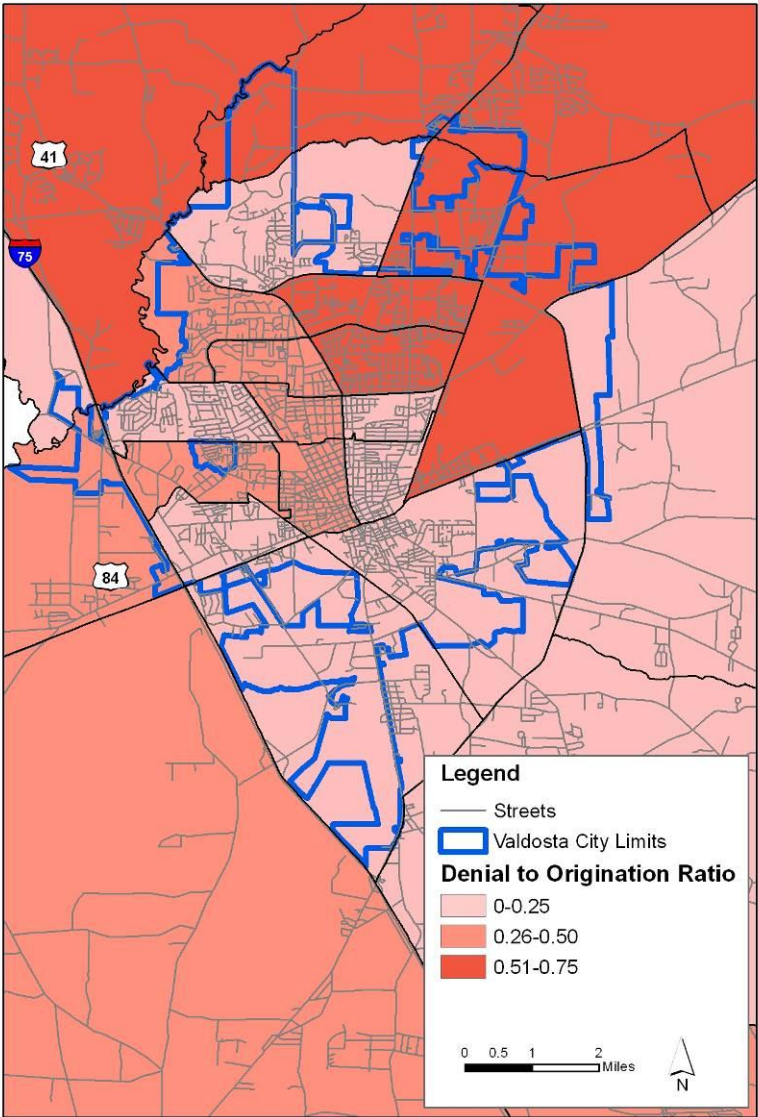 41
75
84
Legend
Streets
Valdosta City Limits
Denial to Origination Ratio
0-0.25
0.26-0.50
0.51-0.75
0 0.5 1 2
Miles
N